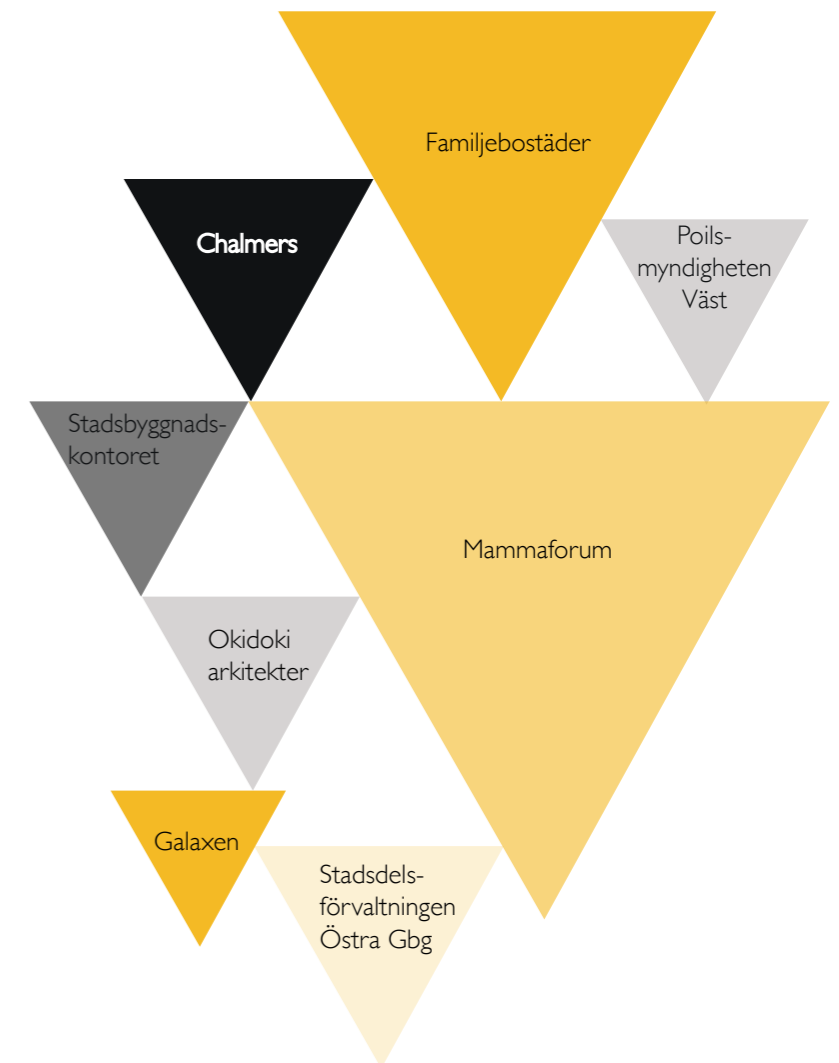 Familjebostäder
Chalmers
Poils-
myndigheten
Väst
Stadsbyggnads-
kontoret
Mammaforum
Okidoki
arkitekter
Galaxen
Stadsdels-
förvaltningen
Östra Gbg